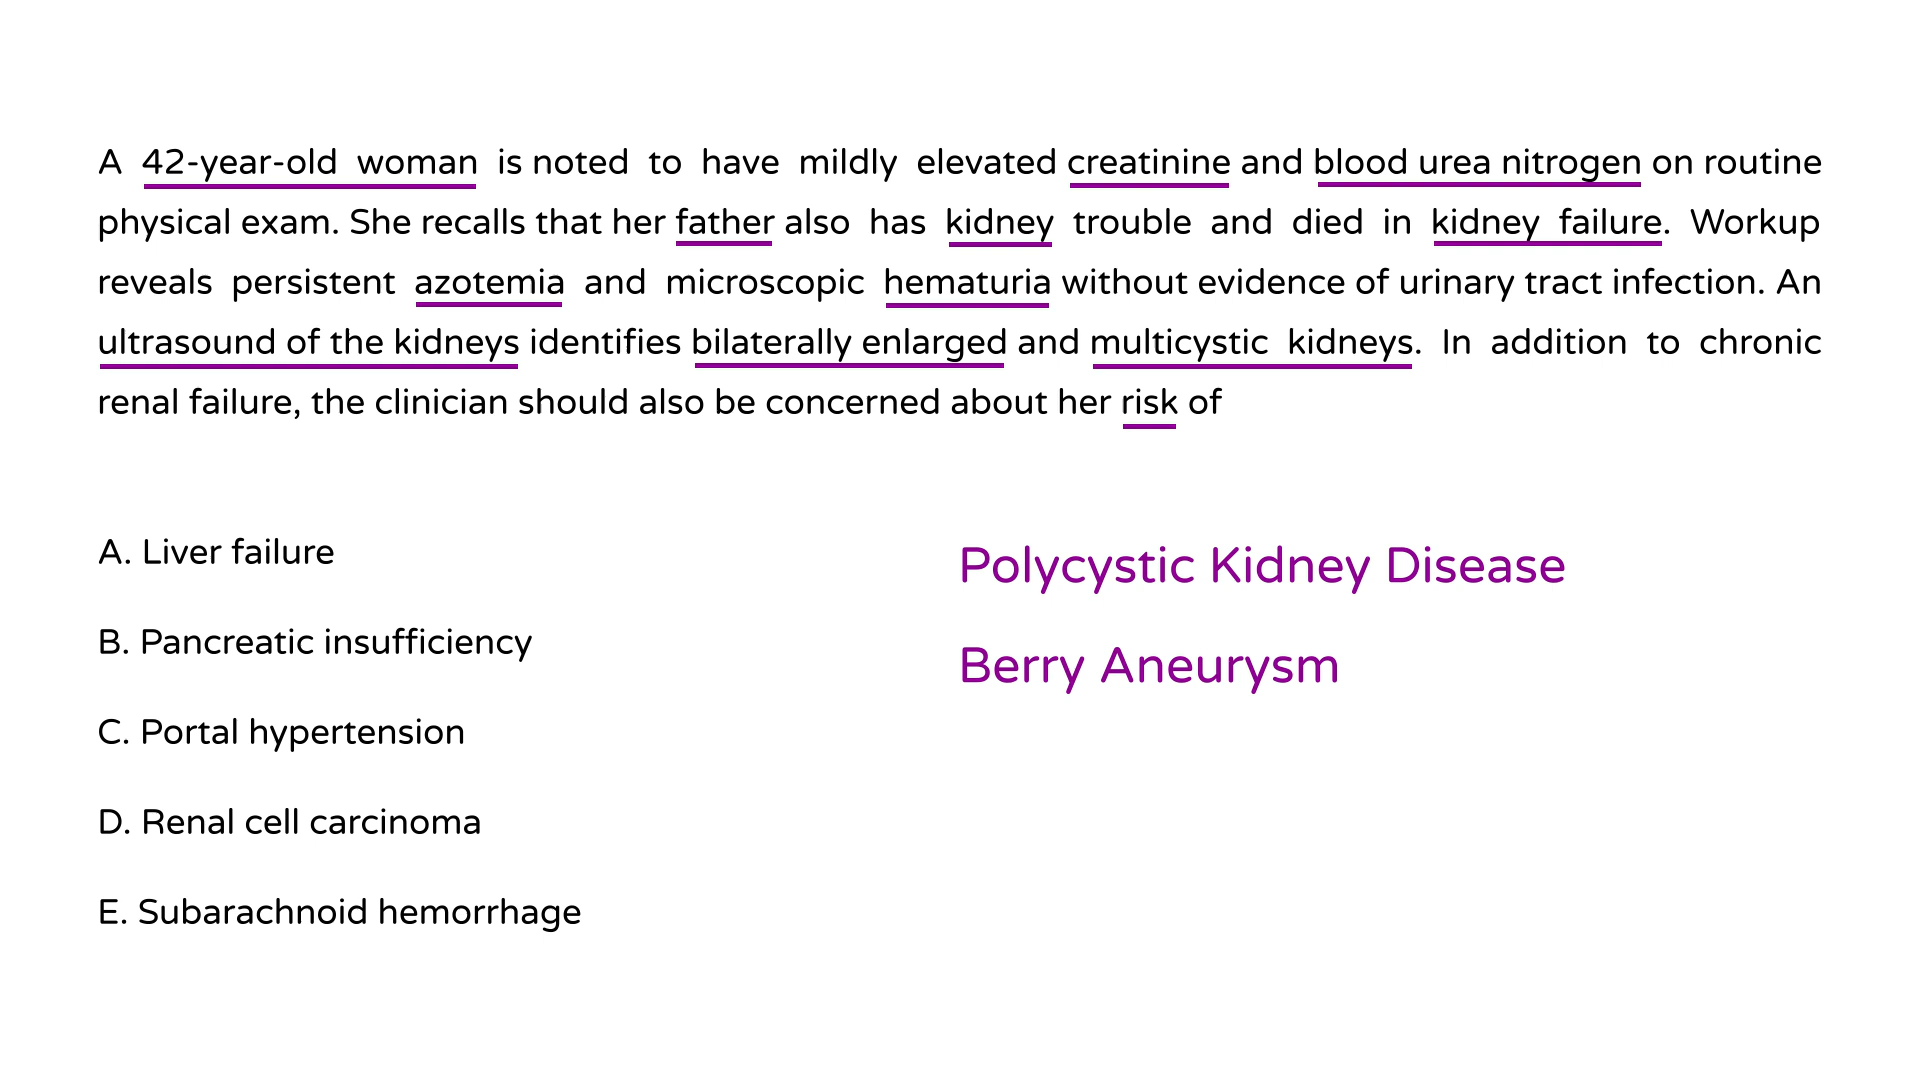 A 42-year-old woman is noted to have mildly elevated creatinine and blood urea nitrogen on routine
physical exam. She recalls that her father also has kidney trouble and died in kidney failure. Workup
reveals persistent azotemia and microscopic hematuria without evidence of urinary tract infection. An
ultrasound of the kidneys identifies bilaterally enlarged and multicystic kidneys. In addition to chronic
renal failure, the clinician should also be concerned about her risk of
A. Liver failure
B. Pancreatic insufficiency
C. Portal hypertension
D. Renal cell carcinoma
E. Subarachnoid hemorrhage
Polycystic Kidney Disease
Berry Aneurysm